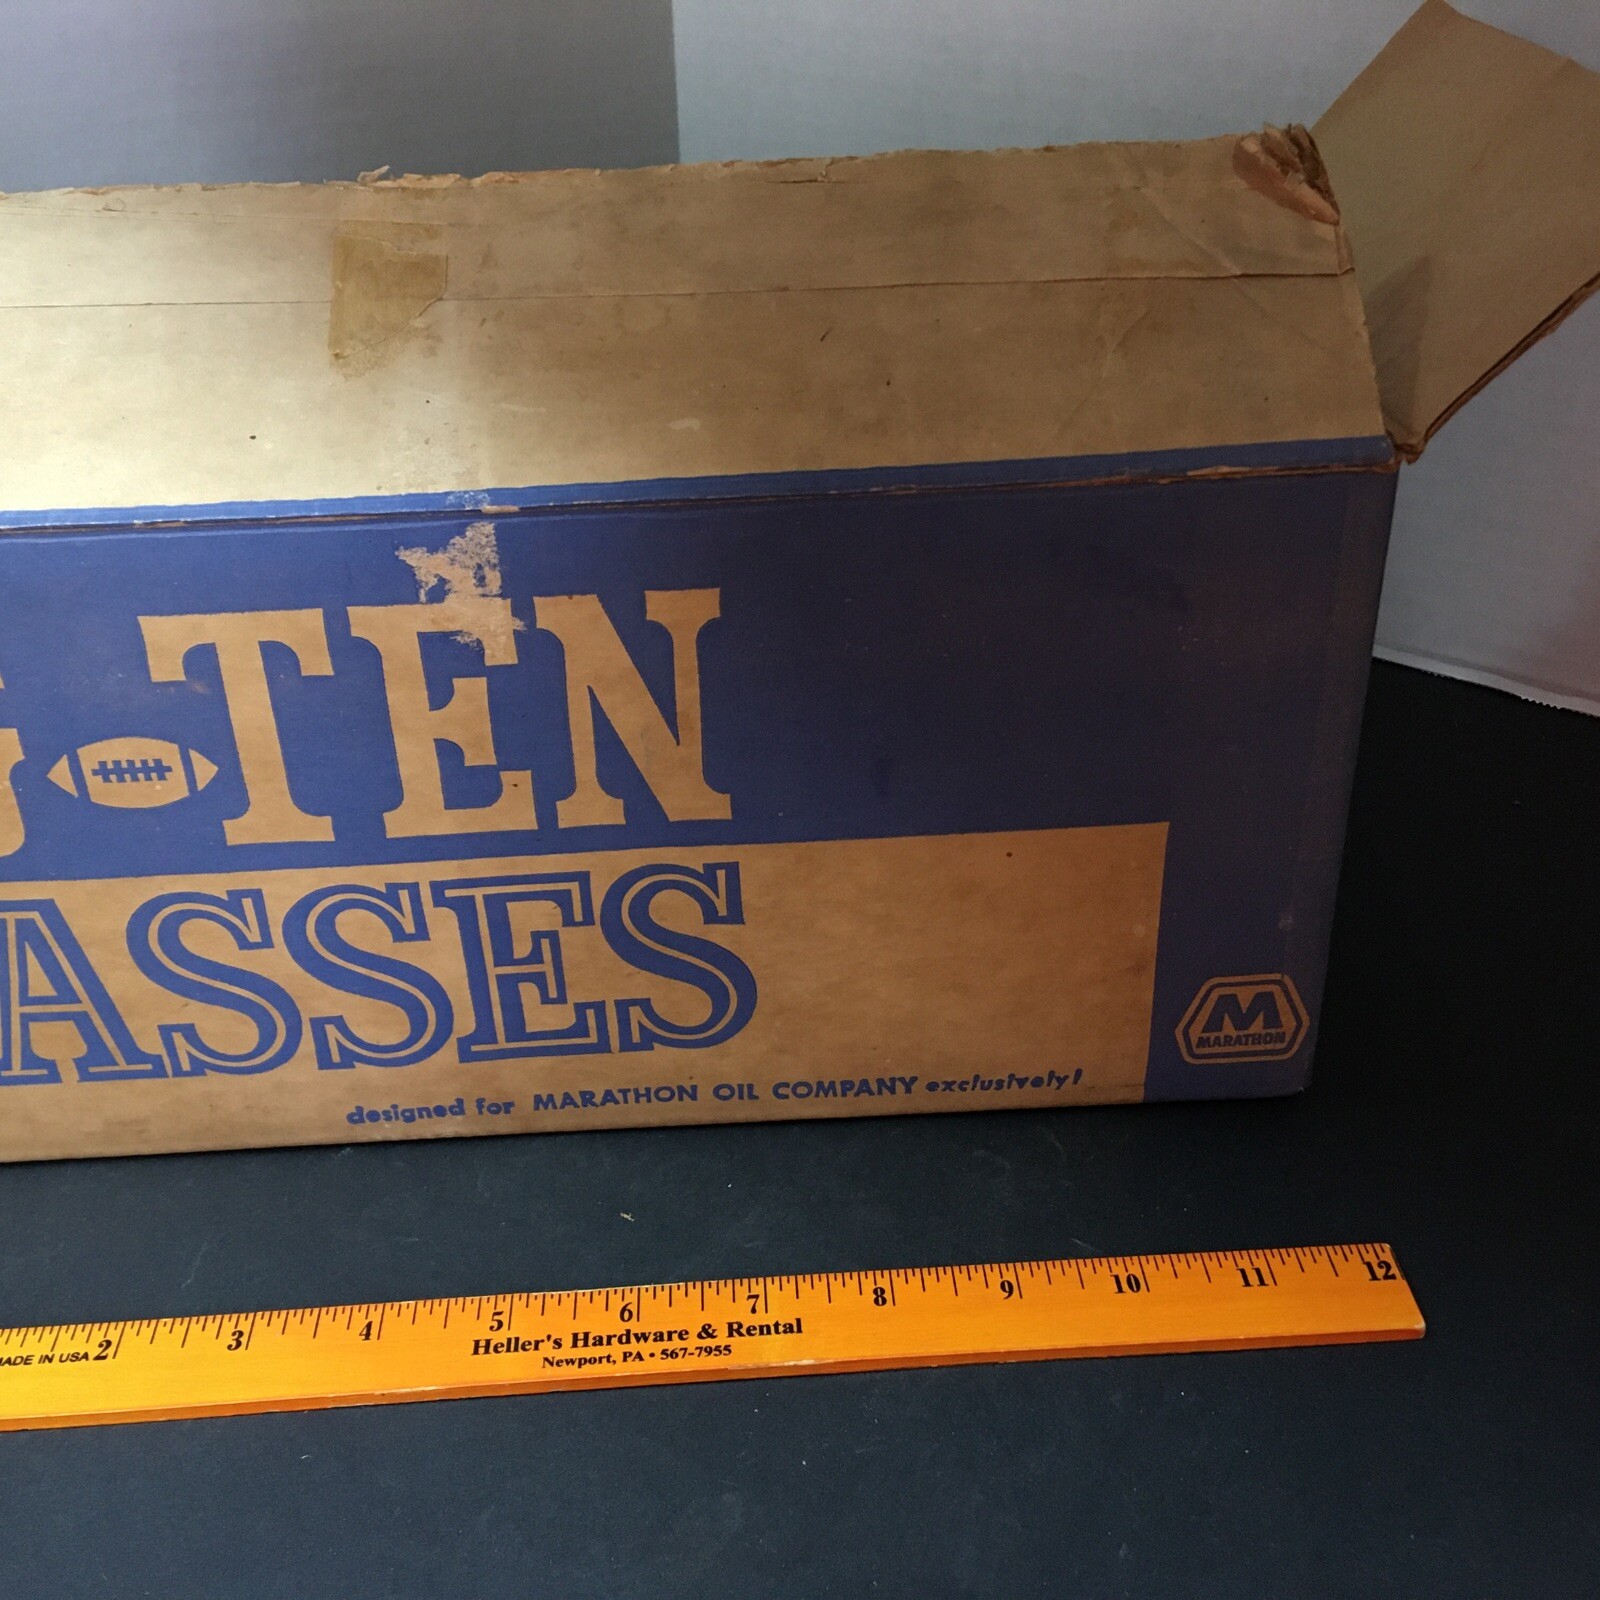 G-TEN
ASSES
designed for MARATHON OIL COMPANY exclusively!
M
MARATHON
MADE IN USA 2 3 4 5 6 7 8 9 10 11 12
Heller's Hardware & Rental
Newport, PA • 567-7955